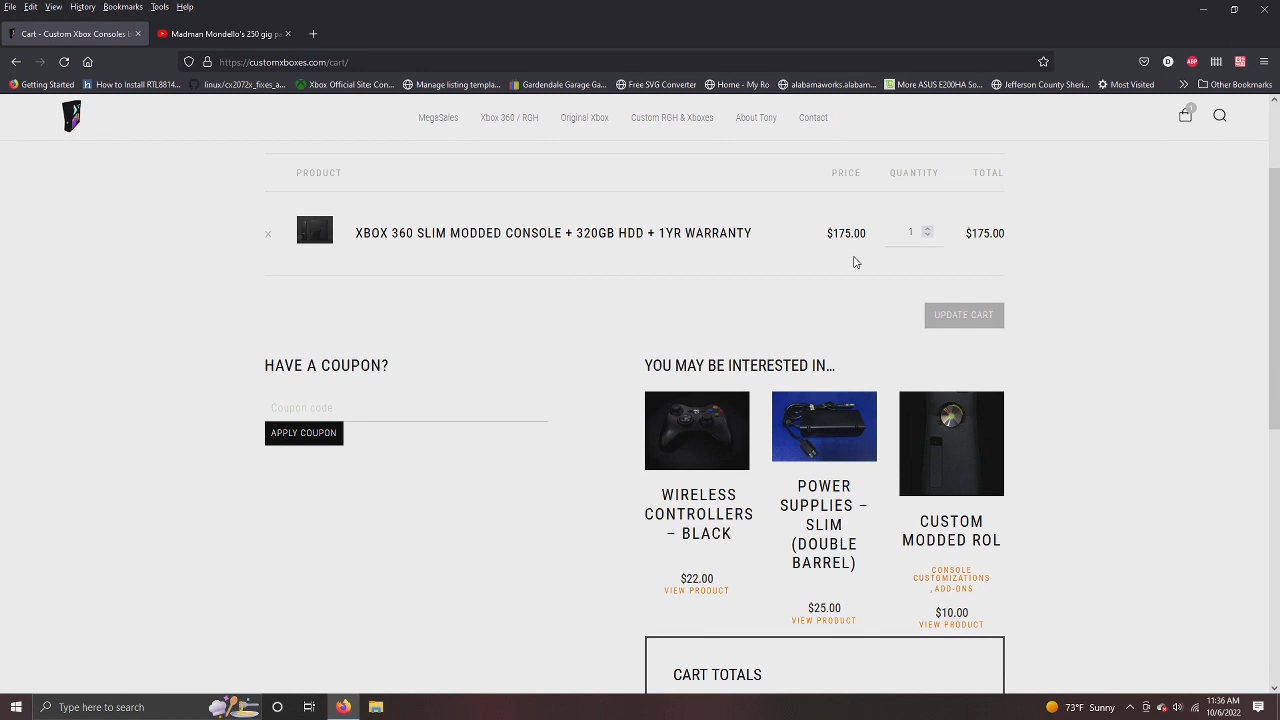 File Edit View History Bookmarks Tools Help
Cart - Custom Xbox Consoles
Madman Mondello's 250 gig pa
https://customxboxes.com/cart/
Getting Started How to Install RTL8814... linux/cx2072x_fixes_a... Xbox Official Site - Con... Manage listing templat... Gardendale Somethin... Free SVG Converter Home - My Ro alabamaworks.alabam... More ASUS E200HA So... Jefferson County Sheri... Most Visited Other Bookmarks
MegaSales Xbox 360 / RGH Original Xbox Custom RGH & Xboxes About Tony Contact 1
PRODUCT PRICE QUANTITY TOTAL
x XBOX 360 SLIM MODDED CONSOLE + 320GB HDD + 1YR WARRANTY $175.00 1 $175.00
UPDATE CART
HAVE A COUPON?
Coupon code
APPLY COUPON
YOU MAY BE INTERESTED IN...
WIRELESS
CONTROLLERS
– BLACK
$22.00
VIEW PRODUCT
POWER
SUPPLIES –
SLIM
(DOUBLE
BARREL)
$25.00
VIEW PRODUCT
CUSTOM
MODDED ROL
CONSOLE
CUSTOMIZATIONS
, ADD-ONS
$10.00
VIEW PRODUCT
CART TOTALS
Type here to search
73°F Sunny
11:36 AM
10/6/2022